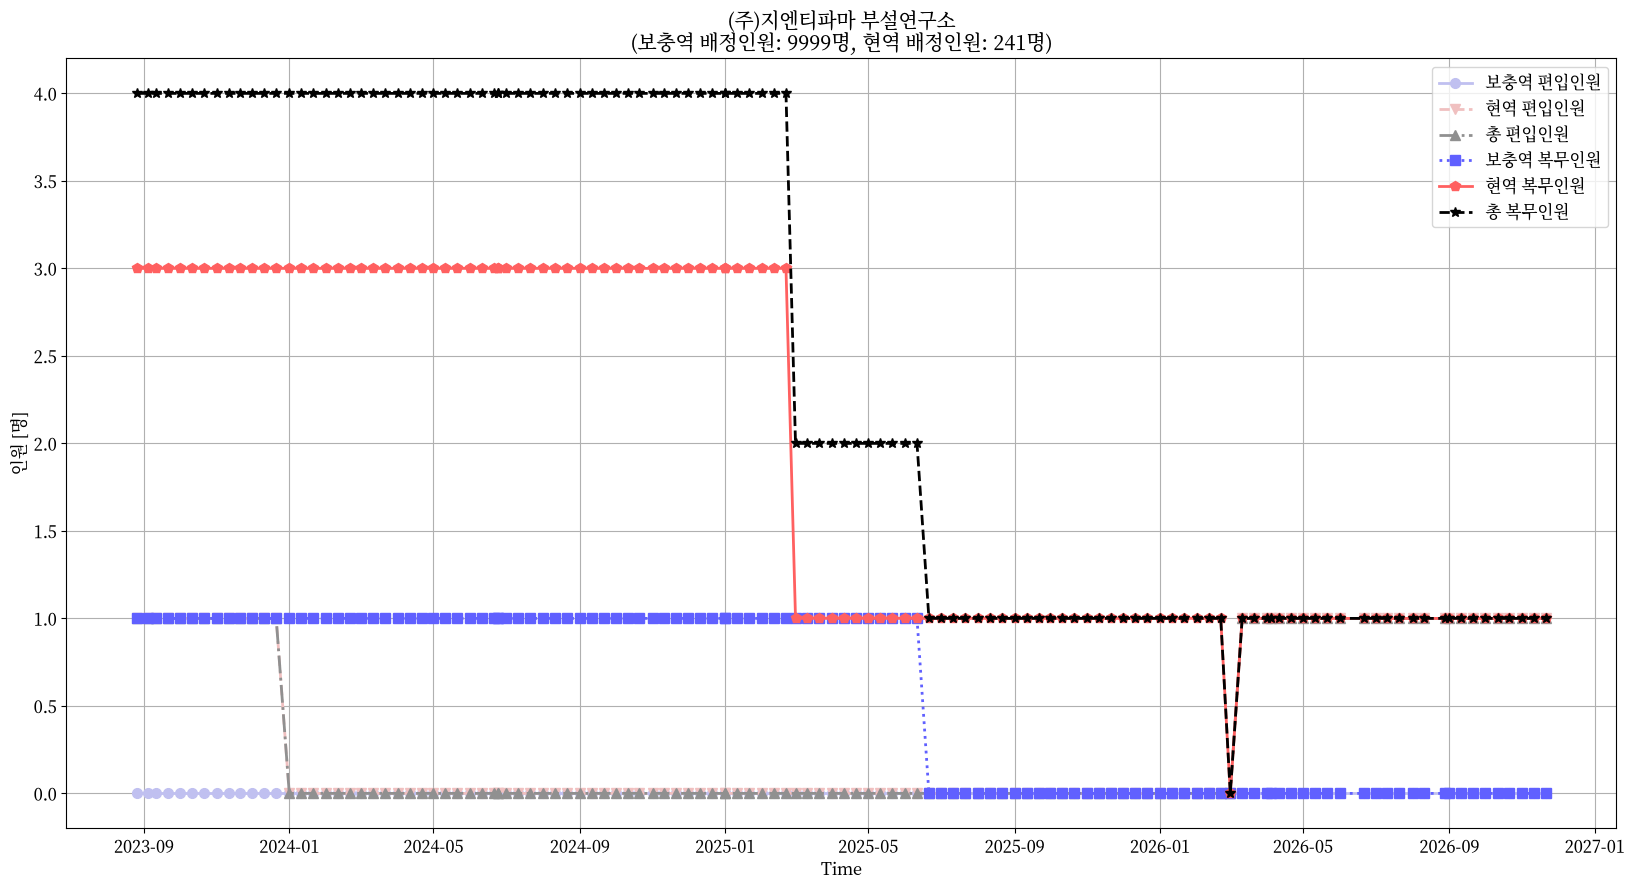 (주)지엔티파마 부설연구소
(보충역 배정인원: 9999명, 현역 배정인원: 241명)
보충역 편입인원
현역 편입인원
총 편입인원
보충역 복무인원
현역 복무인원
총 복무인원
인원 [명]
4.0
3.5
3.0
2.5
2.0
1.5
1.0
0.5
0.0
2023-09
2024-01
2024-05
2024-09
2025-01
2025-05
2025-09
2026-01
2026-05
2026-09
2027-01
Time